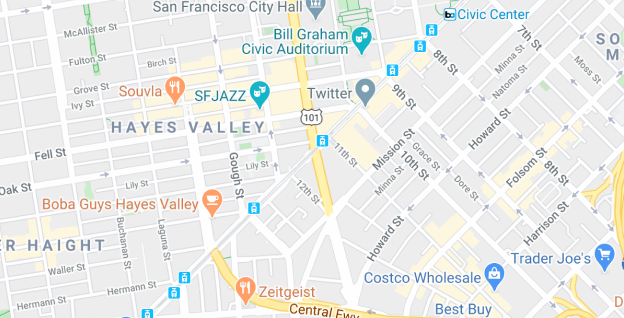 San Francisco City Hall
Civic Center
McAllister St
Bill Graham
Civic Auditorium
Fulton St
Birch St
8th St
SO
M
Minna St
Moss St
Natoma St
Grove St
Ivy St
Souvla
SFJAZZ
Twitter
9th St
Howard St
HAYES VALLEY
101
Fell St
Lily St
Gough St
11th St
Mission St
Grace St
10th St
Folsom St
8th St
Oak St
Lily St
12th St
Minna St
Dore St
Boba Guys Hayes Valley
Harrison St
Buchanan St
Laguna St
Howard St
ER HAIGHT
Waller St
Trader Joe's
Costco Wholesale
Hermann St
Hermann St
Zeitgeist
Central Fwy
Best Buy
D